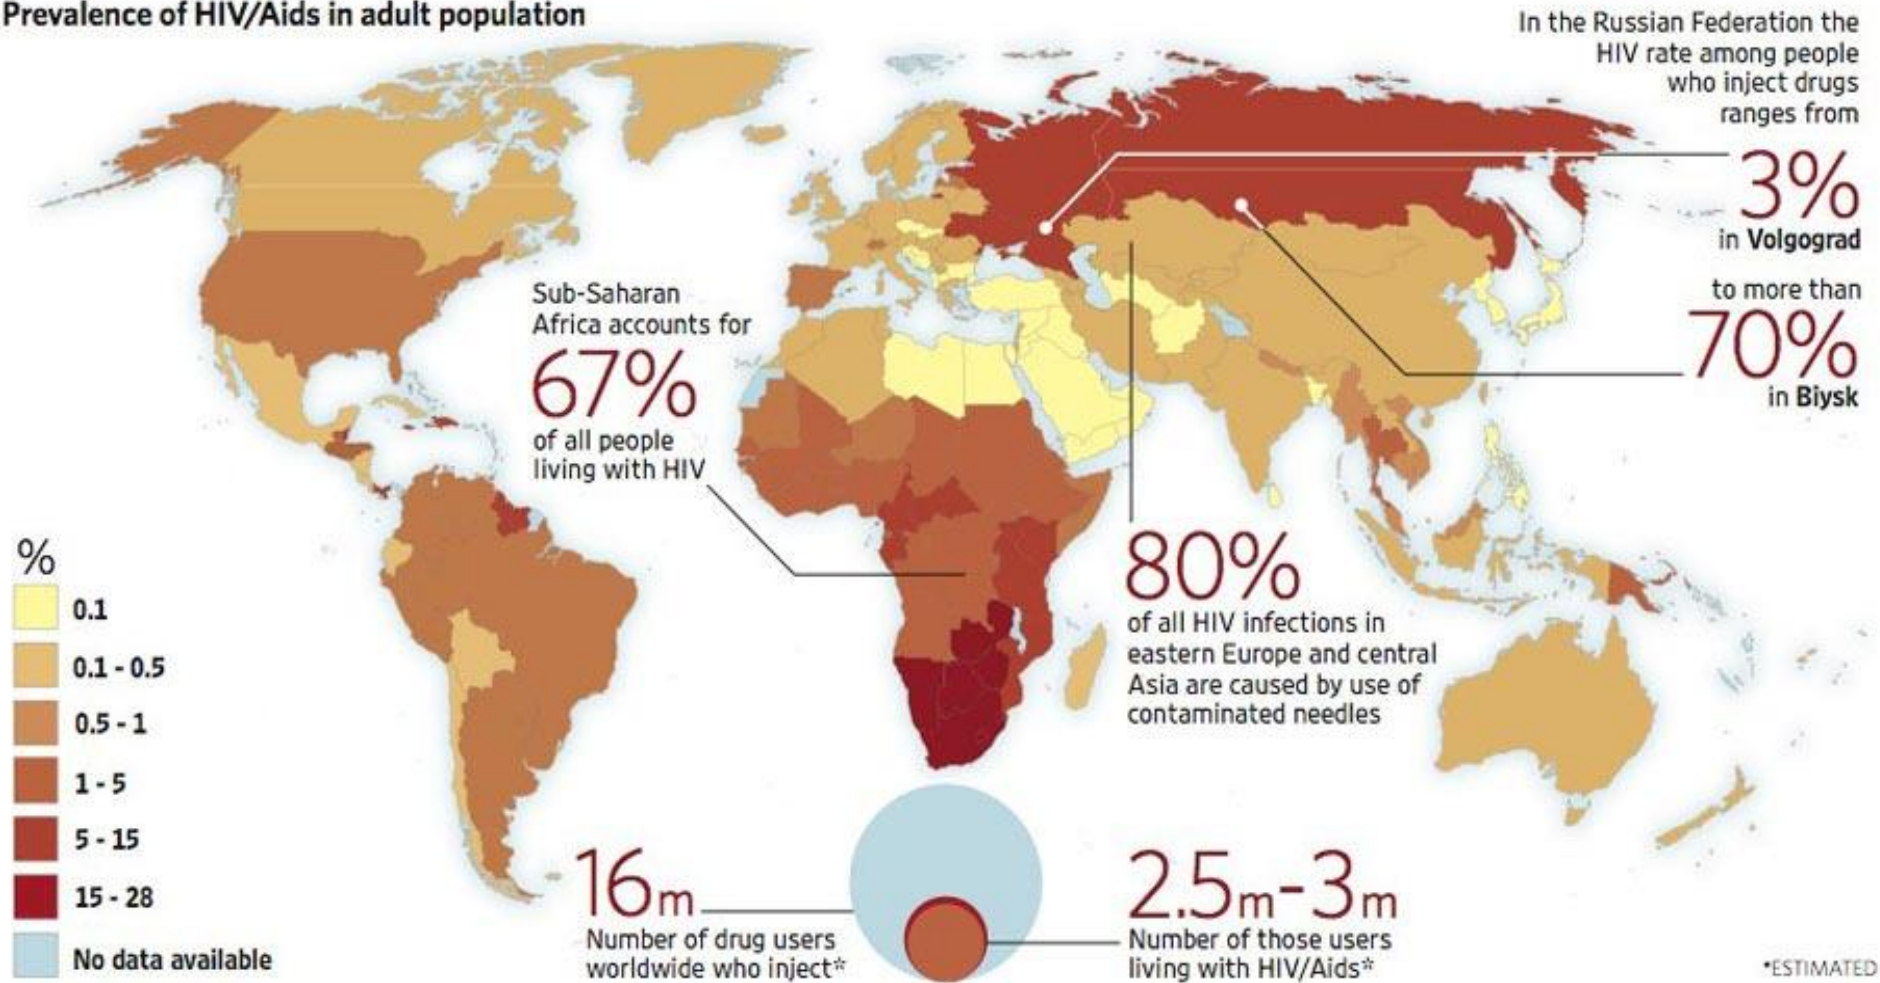 Prevalence of HIV/Aids in adult population
In the Russian Federation the
HIV rate among people
who inject drugs
ranges from
3%
in Volgograd
to more than
70%
in Biysk
Sub-Saharan
Africa accounts for
67%
of all people
living with HIV
80%
of all HIV infections in
eastern Europe and central
Asia are caused by use of
contaminated needles
%
0.1
0.1 - 0.5
0.5 - 1
1 - 5
5 - 15
15 - 28
No data available
16m
Number of drug users
worldwide who inject*
2.5m-3m
Number of those users
living with HIV/Aids*
*ESTIMATED